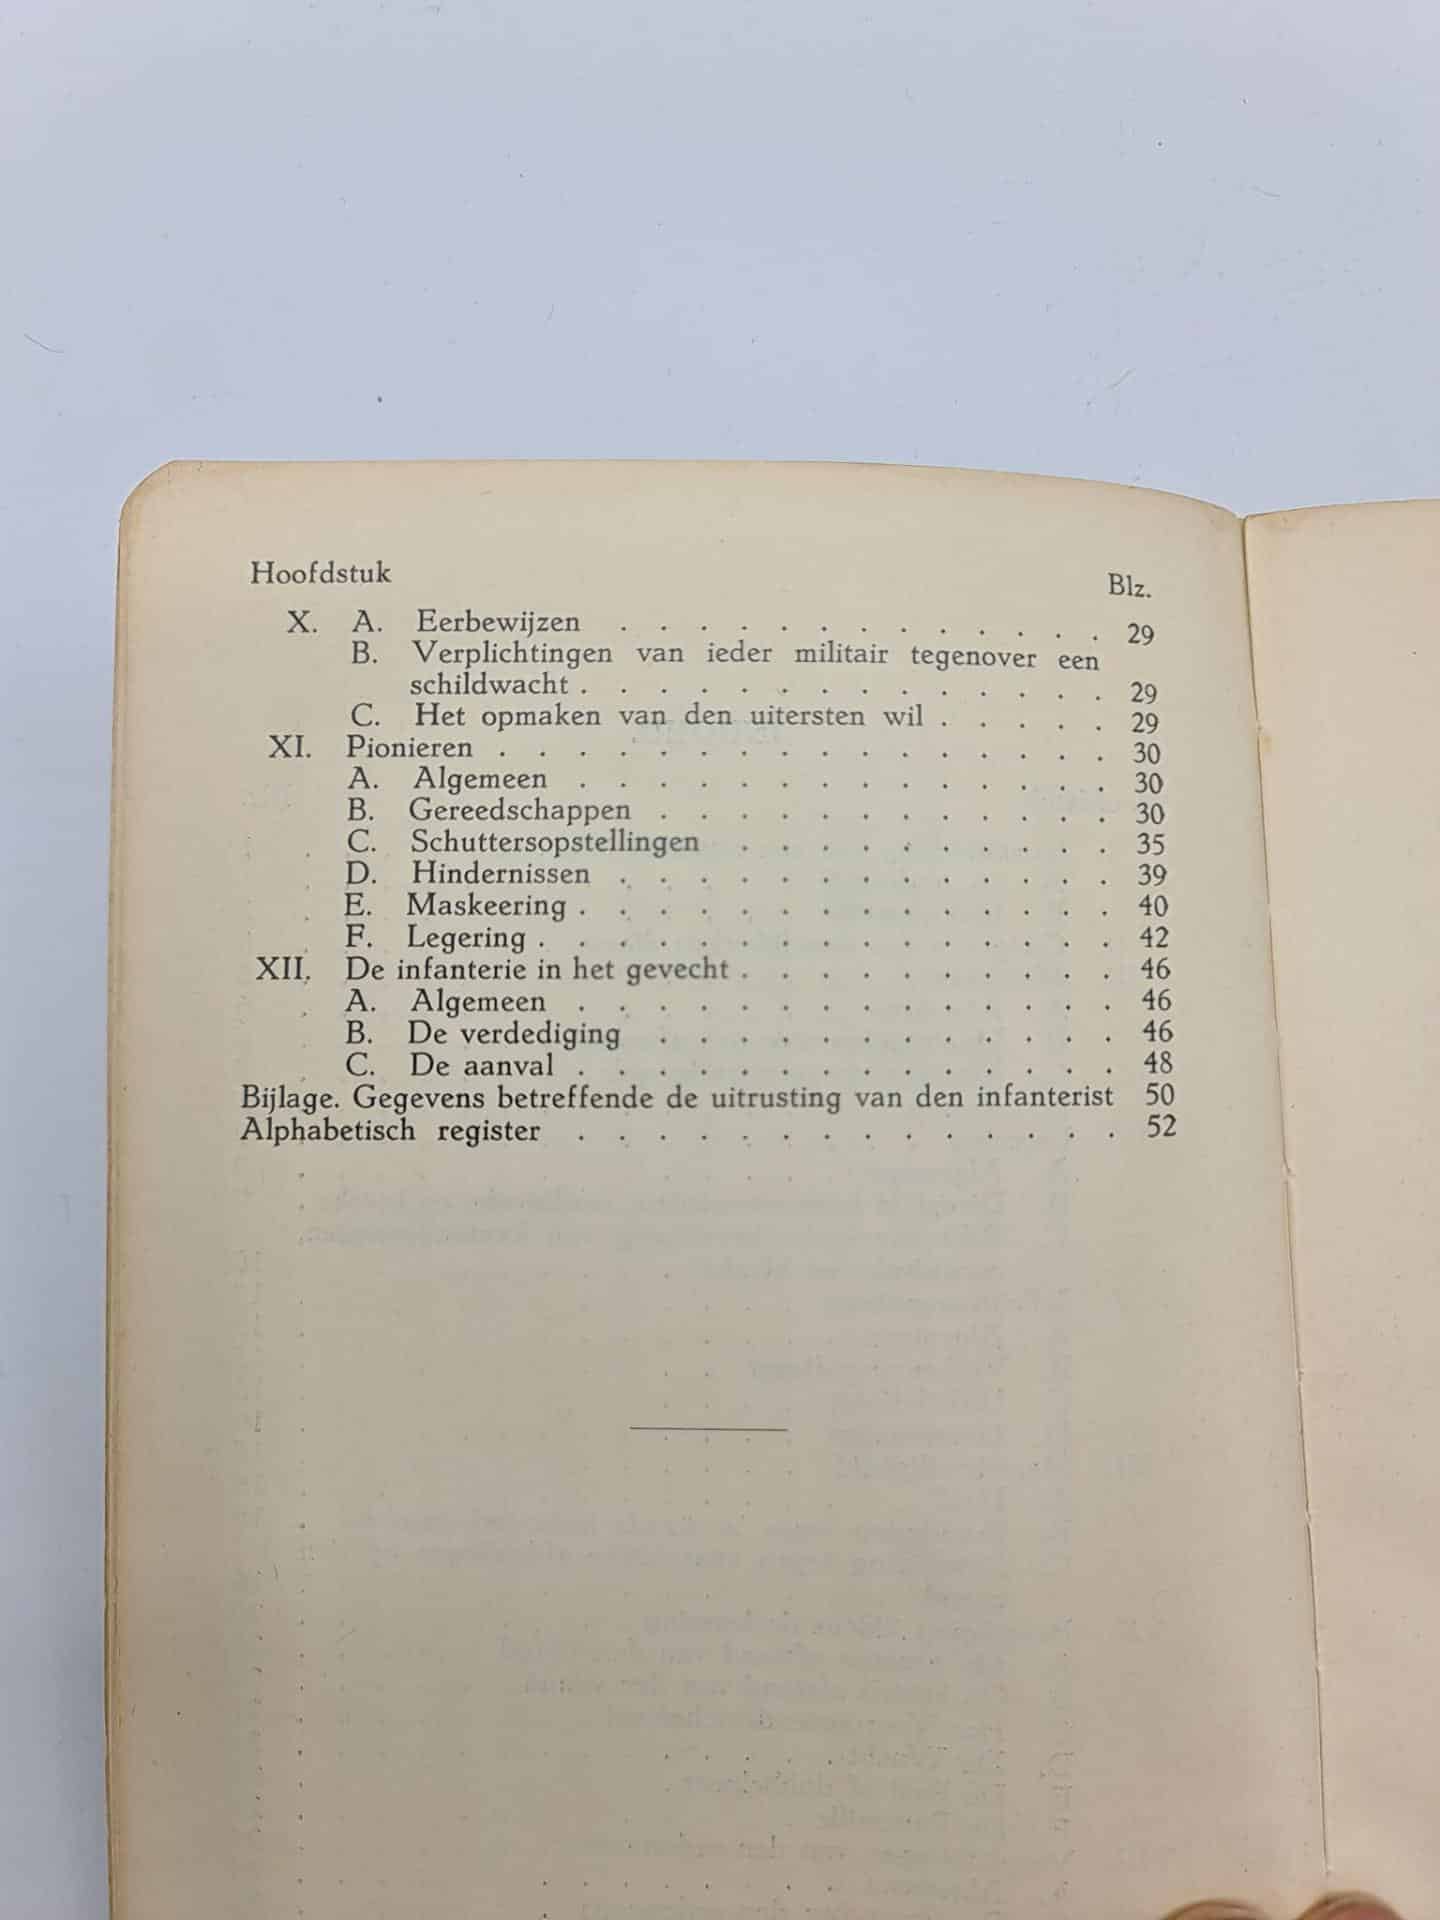 Hoofdstuk Blz.
X. A. Eerbewijzen . . . . . . . . . . . . . 29
B. Verplichtingen van ieder militair tegenover een
schildwacht . . . . . . . . . . . . . . 29
C. Het opmaken van den uitersten wil . . . . . 29
XI. Pionieren . . . . . . . . . . . . . . . . 30
A. Algemeen . . . . . . . . . . . . . . 30
B. Gereedschappen . . . . . . . . . . . . 30
C. Schuttersopstellingen . . . . . . . . . . 35
D. Hindernissen . . . . . . . . . . . . . 39
E. Maskeering . . . . . . . . . . . . . . 40
F. Legering . . . . . . . . . . . . . . . 42
XII. De infanterie in het gevecht . . . . . . . . . . 46
A. Algemeen . . . . . . . . . . . . . . 46
B. De verdediging . . . . . . . . . . . . 46
C. De aanval . . . . . . . . . . . . . . 48
Bijlage. Gegevens betreffende de uitrusting van den infanterist 50
Alphabetisch register . . . . . . . . . . . . . . 52